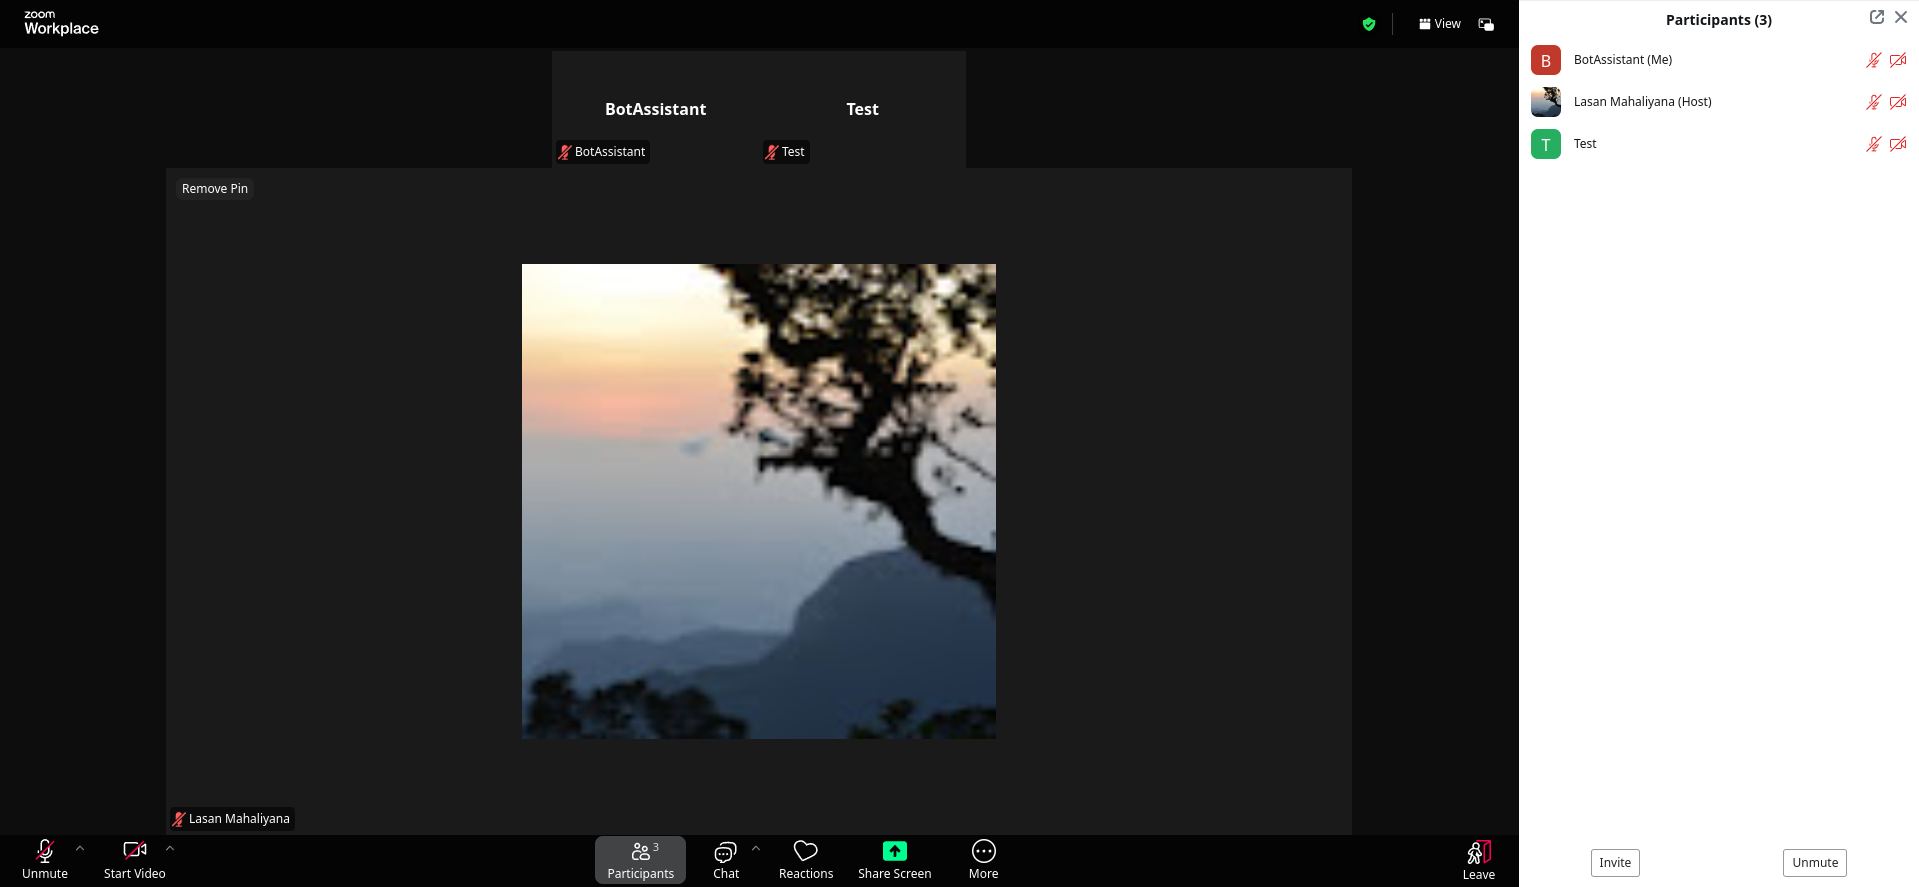 zoom
Workplace
View
BotAssistant
Test
BotAssistant
Test
Remove Pin
Lasan Mahaliyana
Unmute
Start Video
3
Participants
Chat
Reactions
Share Screen
More
Leave
Participants (3)
B
BotAssistant (Me)
Lasan Mahaliyana (Host)
T
Test
Invite
Unmute